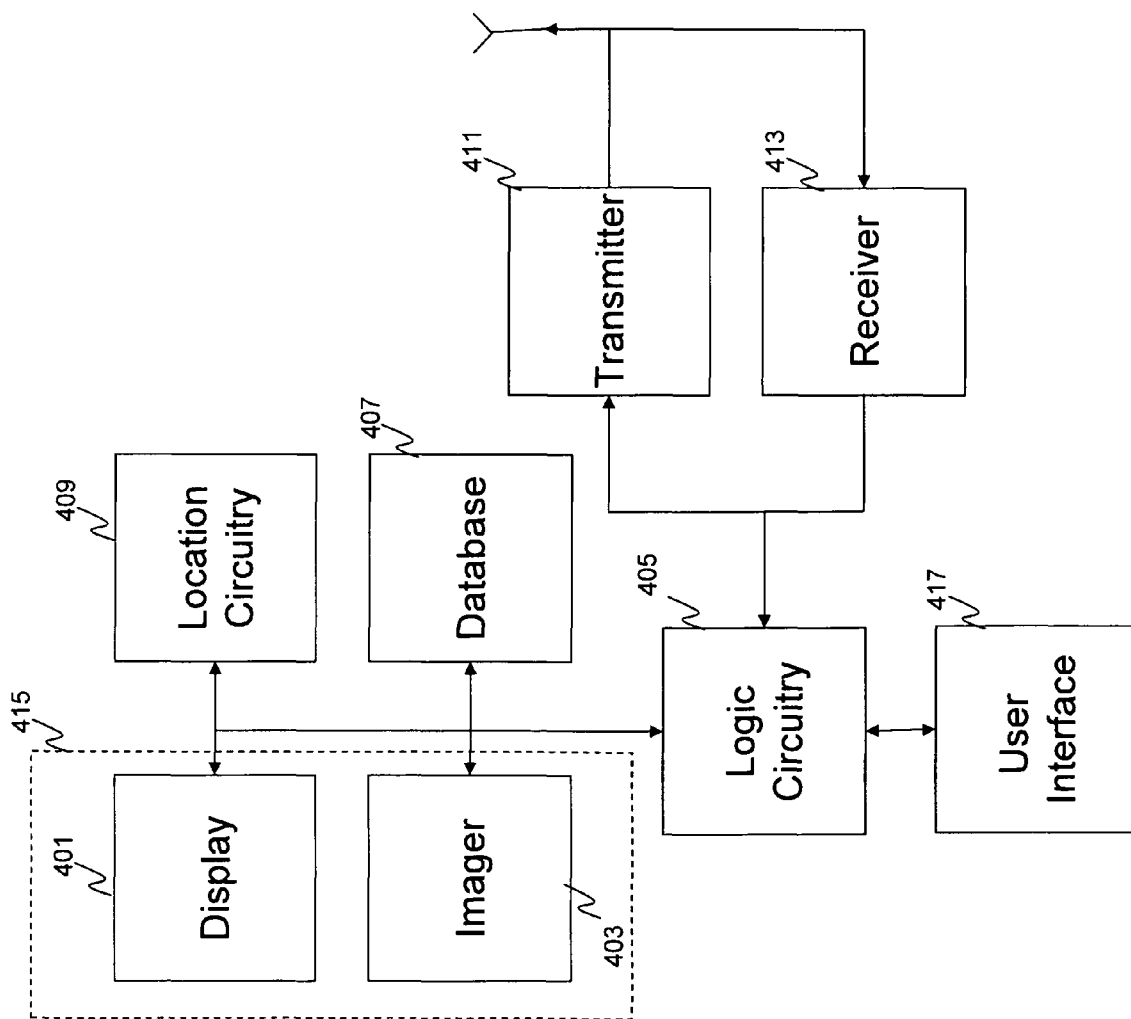 415
401
Display
409
Location
Circuitry
Imager
403
407
Database
405
Logic
Circuitry
417
User
Interface
411
Transmitter
413
Receiver